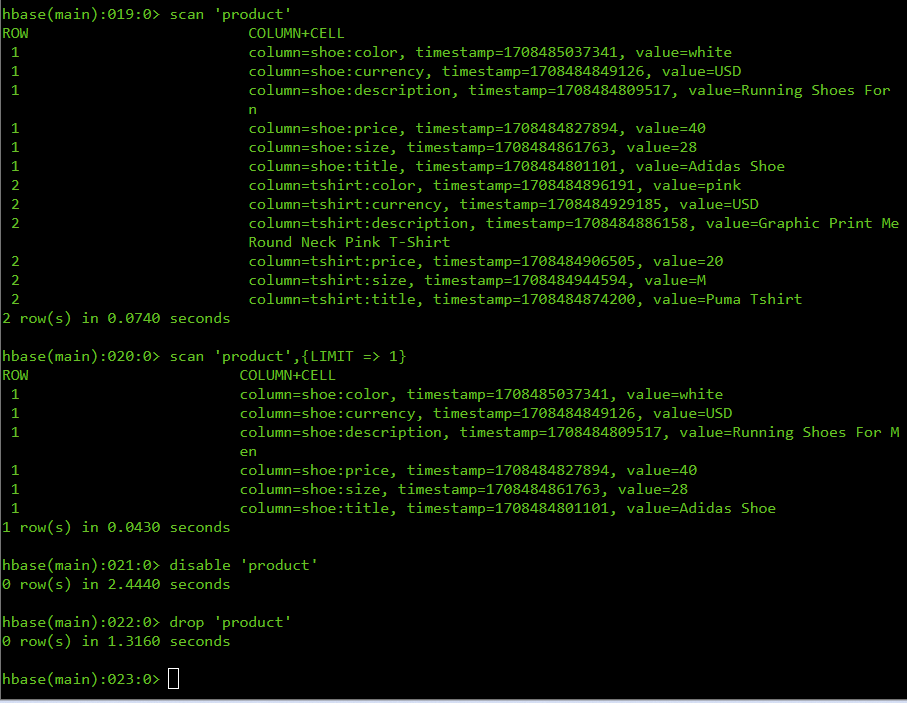 hbase(main):019:0> scan 'product'
ROW COLUMN+CELL
1 column=shoe:color, timestamp=1708485037341, value=white
1 column=shoe:currency, timestamp=1708484849126, value=USD
1 column=shoe:description, timestamp=1708484809517, value=Running Shoes For
n
1 column=shoe:price, timestamp=1708484827894, value=40
1 column=shoe:size, timestamp=1708484861763, value=28
1 column=shoe:title, timestamp=1708484801101, value=Adidas Shoe
2 column=tshirt:color, timestamp=1708484896191, value=pink
2 column=tshirt:currency, timestamp=1708484929185, value=USD
2 column=tshirt:description, timestamp=1708484886158, value=Graphic Print Me
Round Neck Pink T-Shirt
2 column=tshirt:price, timestamp=1708484906505, value=20
2 column=tshirt:size, timestamp=1708484944594, value=M
2 column=tshirt:title, timestamp=1708484874200, value=Puma Tshirt
2 row(s) in 0.0740 seconds
hbase(main):020:0> scan 'product',{LIMIT => 1}
ROW COLUMN+CELL
1 column=shoe:color, timestamp=1708485037341, value=white
1 column=shoe:currency, timestamp=1708484849126, value=USD
1 column=shoe:description, timestamp=1708484809517, value=Running Shoes For M
en
1 column=shoe:price, timestamp=1708484827894, value=40
1 column=shoe:size, timestamp=1708484861763, value=28
1 column=shoe:title, timestamp=1708484801101, value=Adidas Shoe
1 row(s) in 0.0430 seconds
hbase(main):021:0> disable 'product'
0 row(s) in 2.4440 seconds
hbase(main):022:0> drop 'product'
0 row(s) in 1.3160 seconds
hbase(main):023:0>